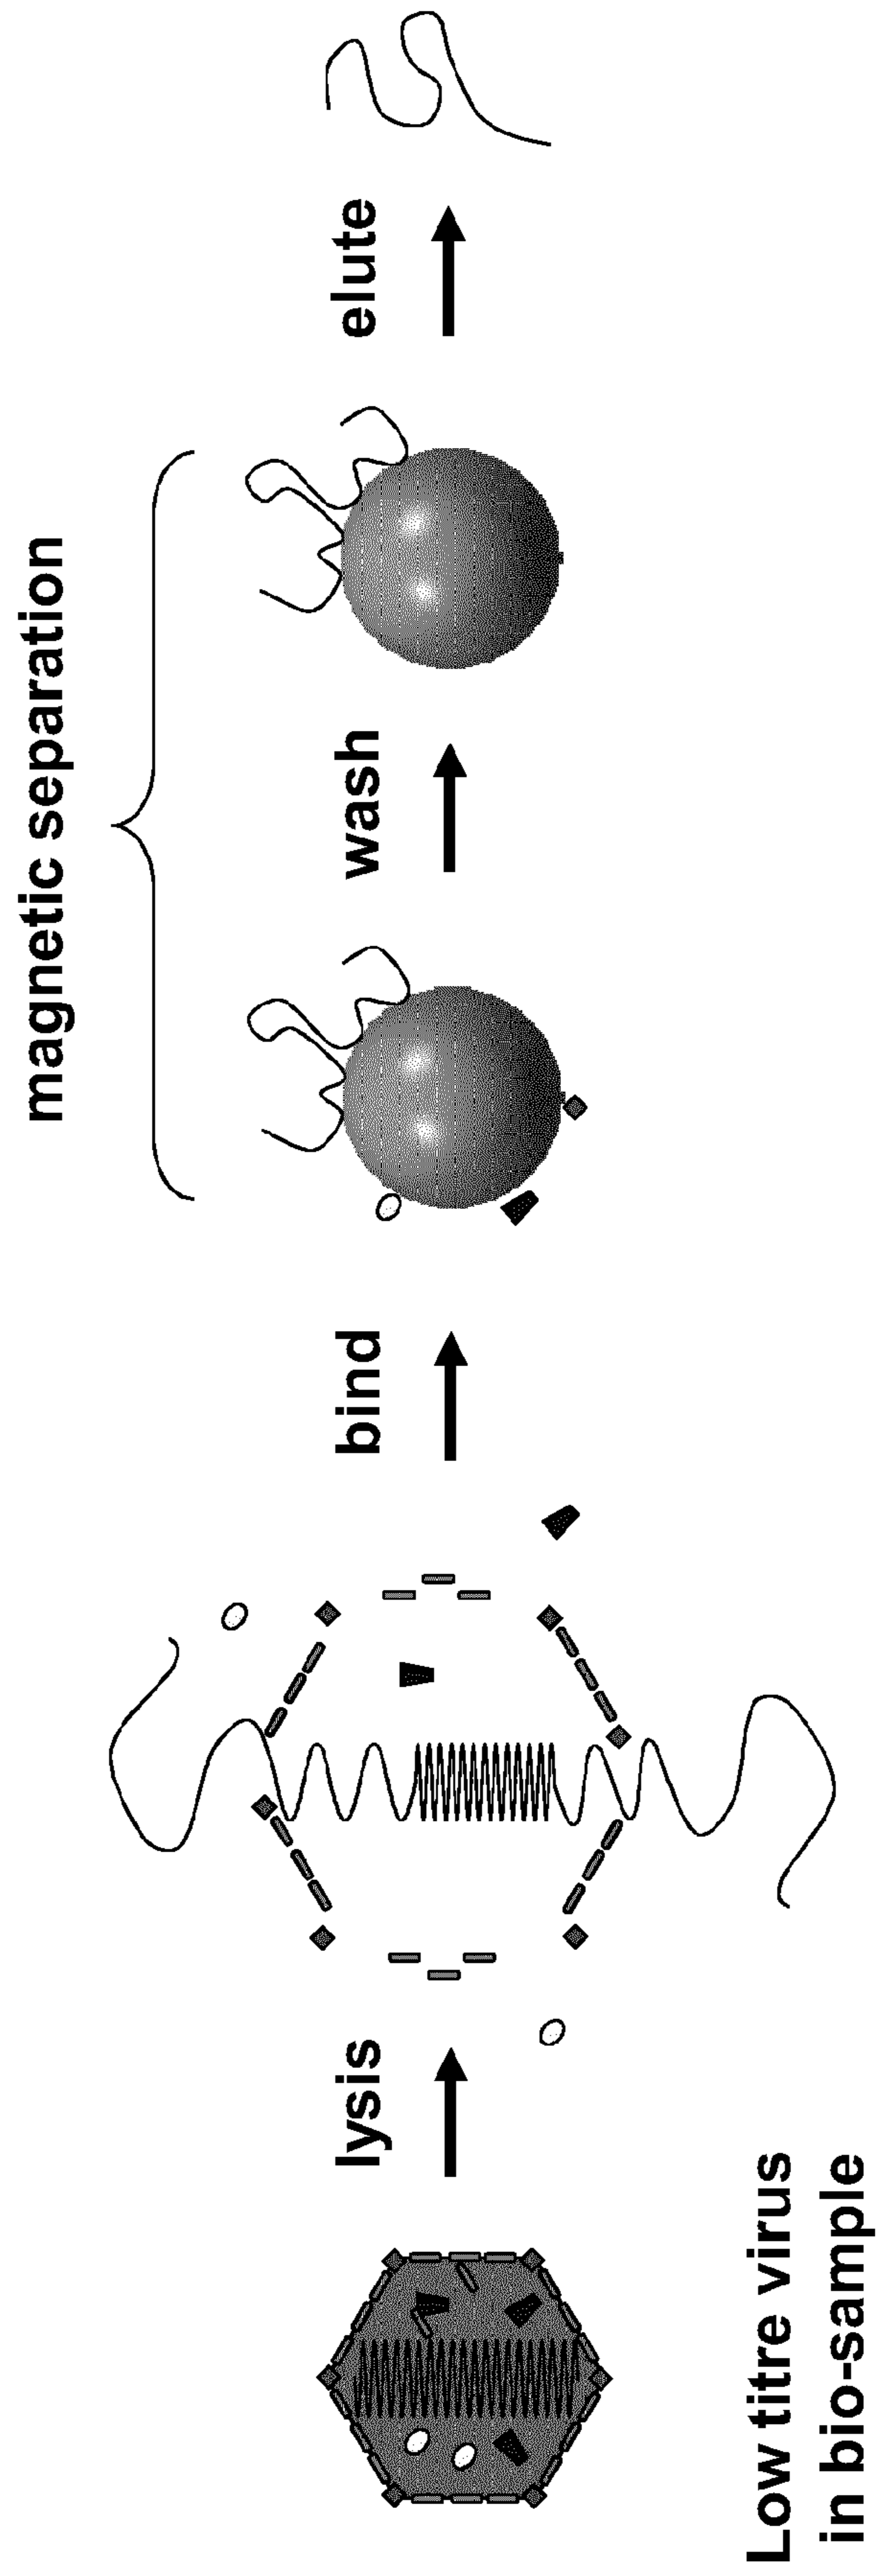 magnetic separation
lysis
bind
wash
elute
Low titre virus
in bio-sample